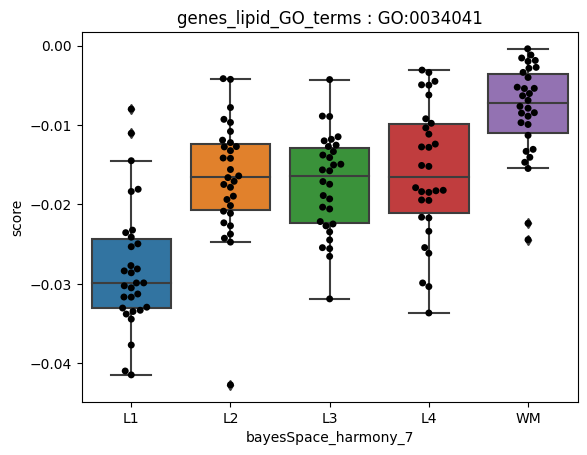 genes_lipid_GO_terms : GO:0034041
0.00
−0.01
−0.02
−0.03
−0.04
score
L1 L2 L3 L4 WM
bayesSpace_harmony_7